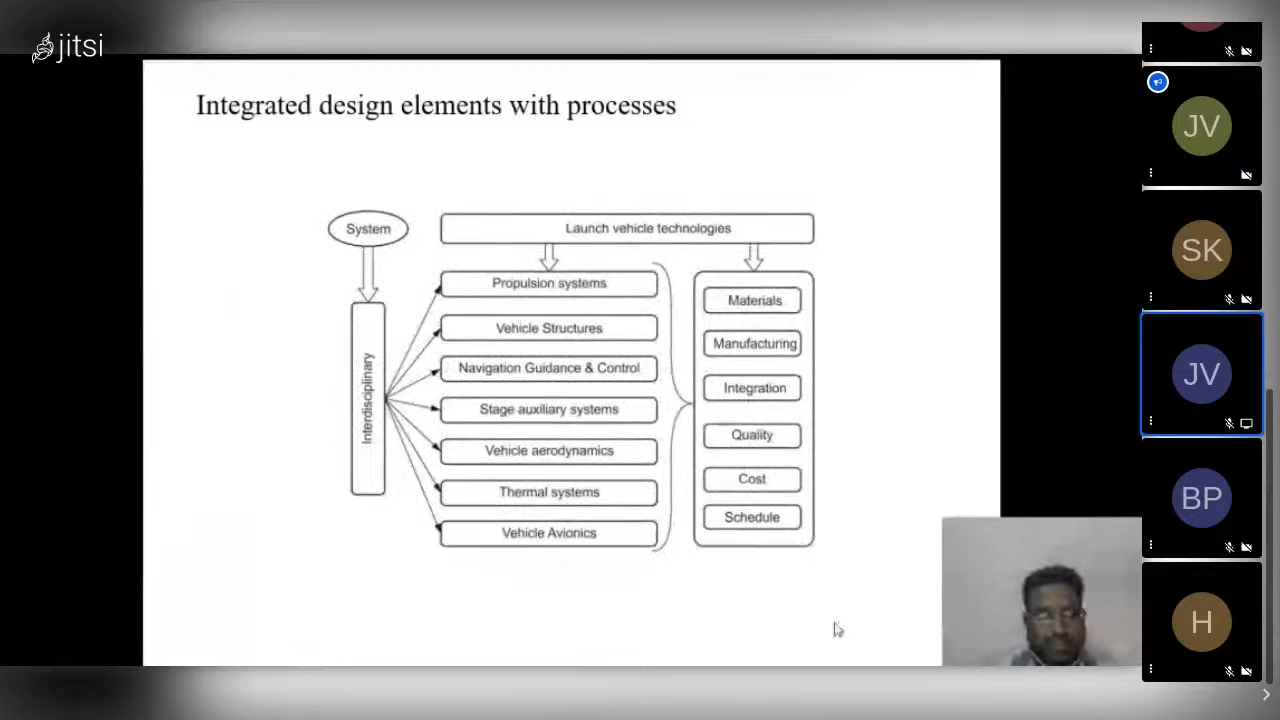 jitsi
Integrated design elements with processes
System
Launch vehicle technologies
Interdisciplinary
Propulsion systems
Vehicle Structures
Navigation Guidance & Control
Stage auxiliary systems
Vehicle aerodynamics
Thermal systems
Vehicle Avionics
Materials
Manufacturing
Integration
Quality
Cost
Schedule
JV
SK
JV
BP
H